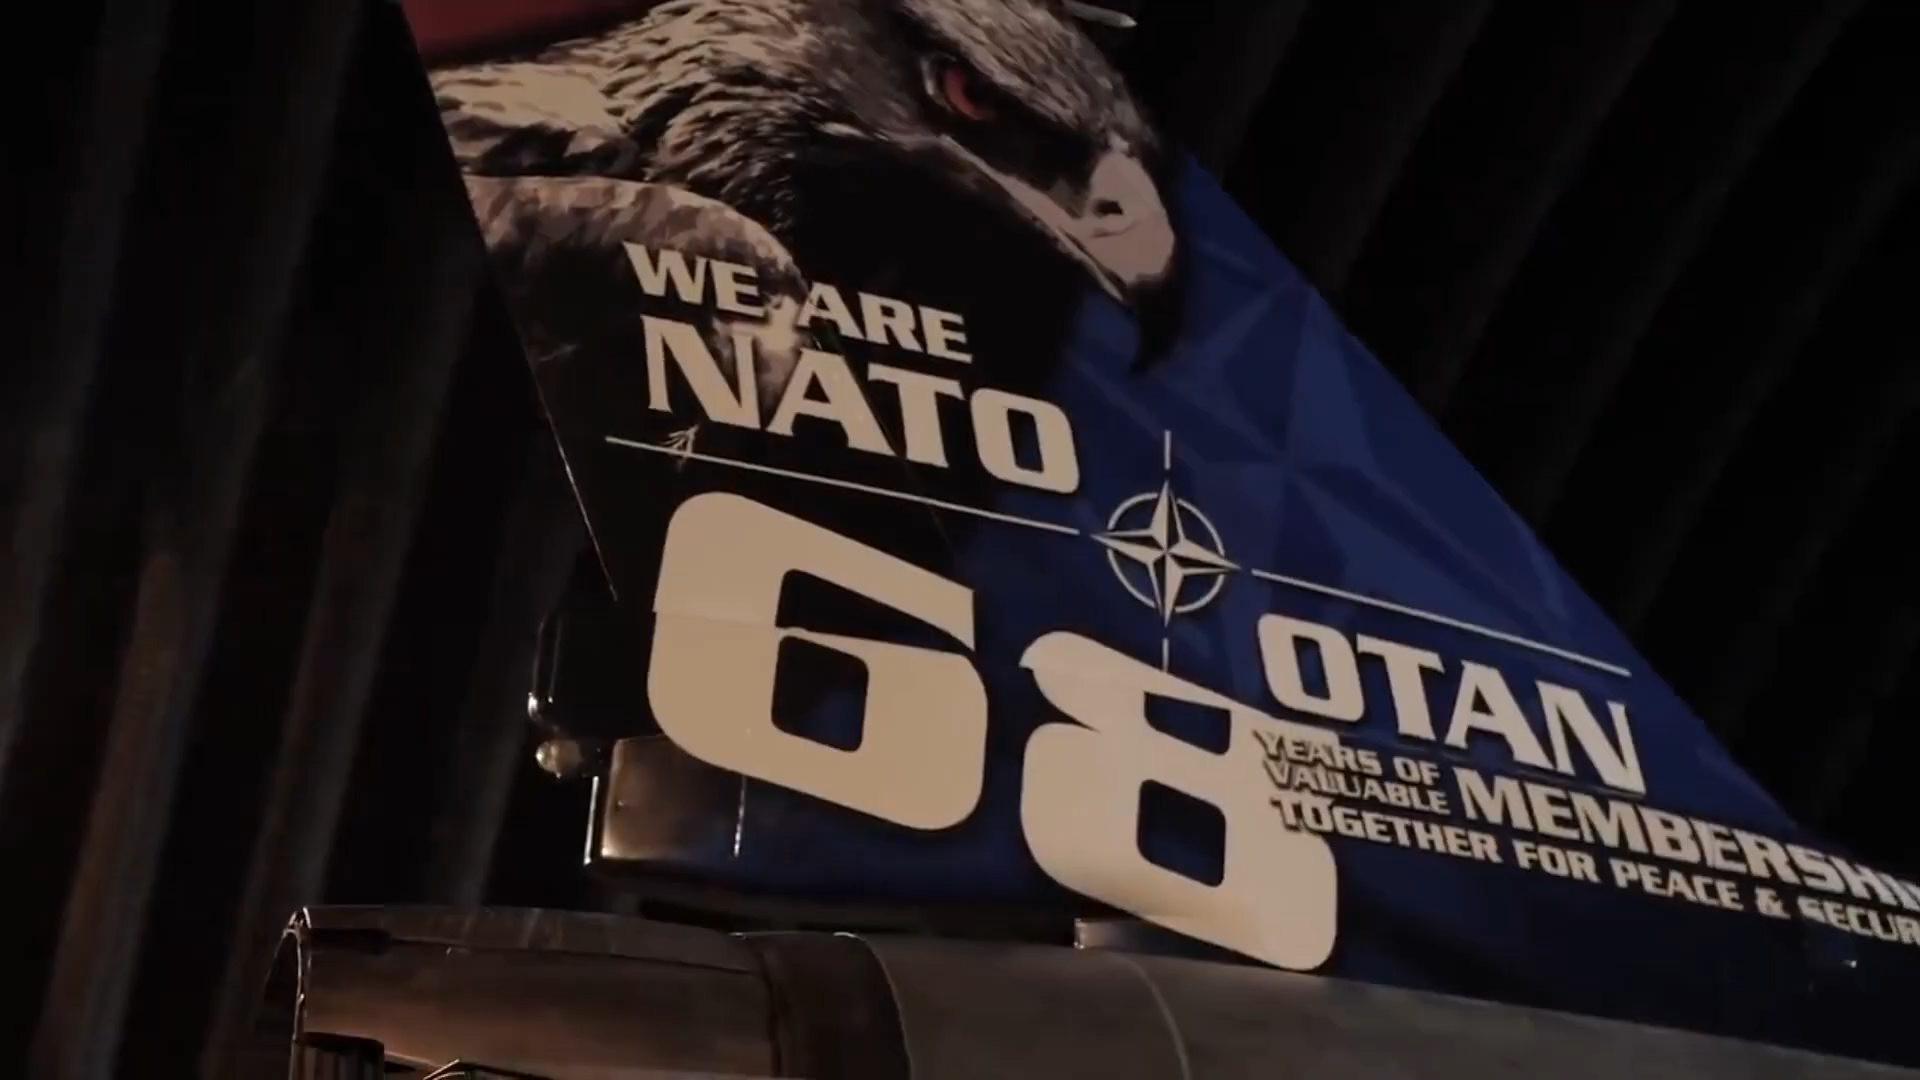 WE ARE
NATO
68
OTAN
YEARS OF
VALUABLE MEMBERSHI
TOGETHER FOR PEACE & SECUR